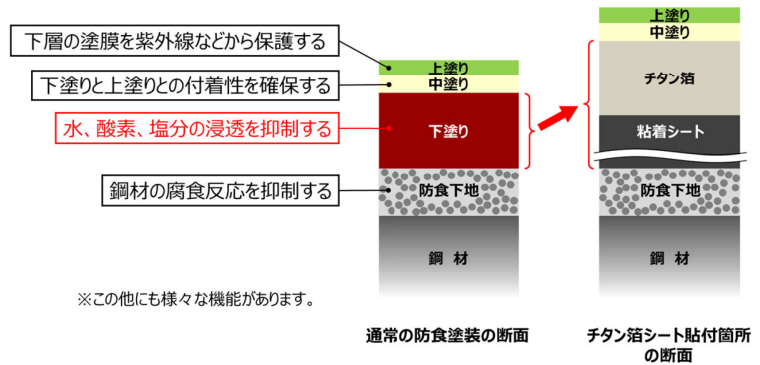 下層の塗膜を紫外線などから保護する
下塗りと上塗りとの付着性を確保する
水、酸素、塩分の浸透を抑制する
鋼材の腐食反応を抑制する
※この他にも様々な機能があります。
上塗り
中塗り
下塗り
防食下地
鋼 材
通常の防食塗装の断面
上塗り
中塗り
チタン箔
粘着シート
防食下地
鋼 材
チタン箔シート貼付箇所
の断面